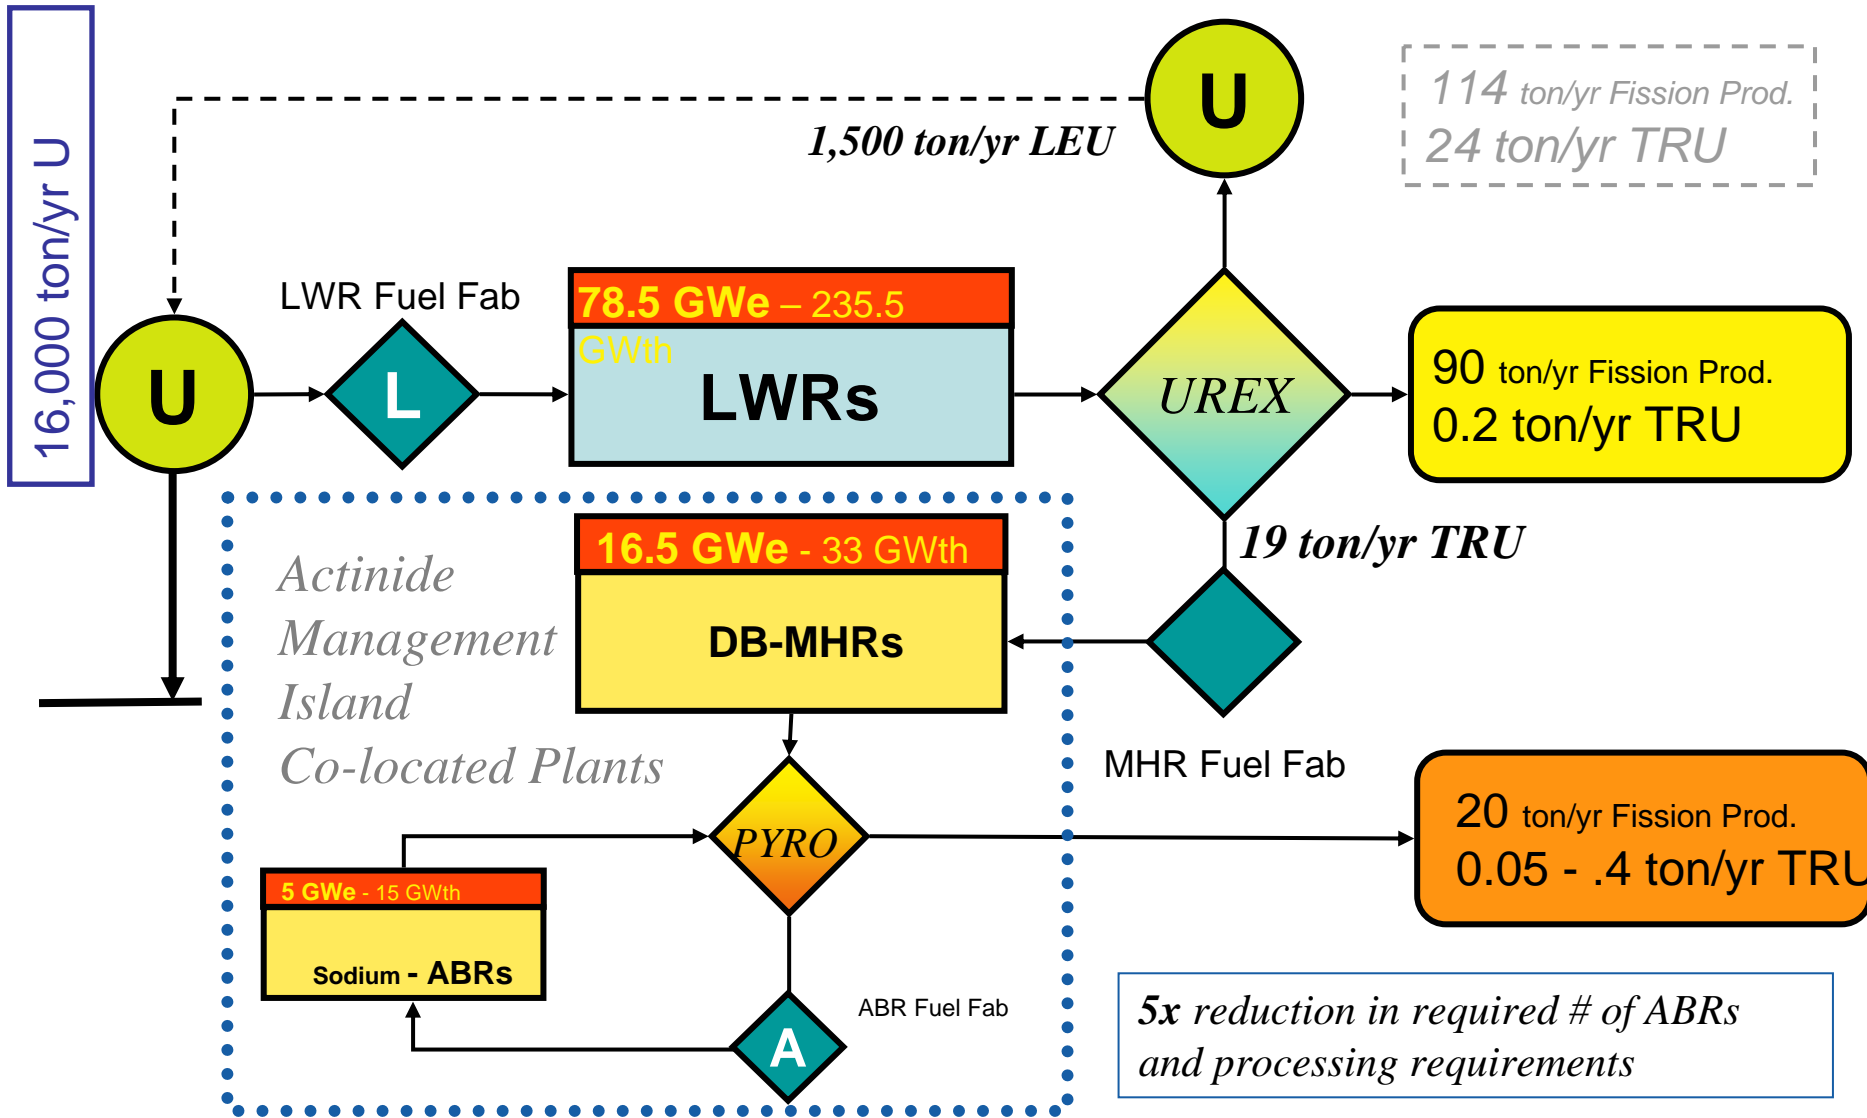 16,000 ton/yr U
U
1,500 ton/yr LEU
114 ton/yr Fission Prod.
24 ton/yr TRU
LWR Fuel Fab
U
L
78.5 GWe – 235.5
GWth
LWRs
UREX
90 ton/yr Fission Prod.
0.2 ton/yr TRU
19 ton/yr TRU
Actinide
Management
Island
Co-located Plants
16.5 GWe - 33 GWth
DB-MHRs
MHR Fuel Fab
PYRO
20 ton/yr Fission Prod.
0.05 - .4 ton/yr TRU
5 GWe - 15 GWth
Sodium - ABRs
A
ABR Fuel Fab
5x reduction in required # of ABRs
and processing requirements